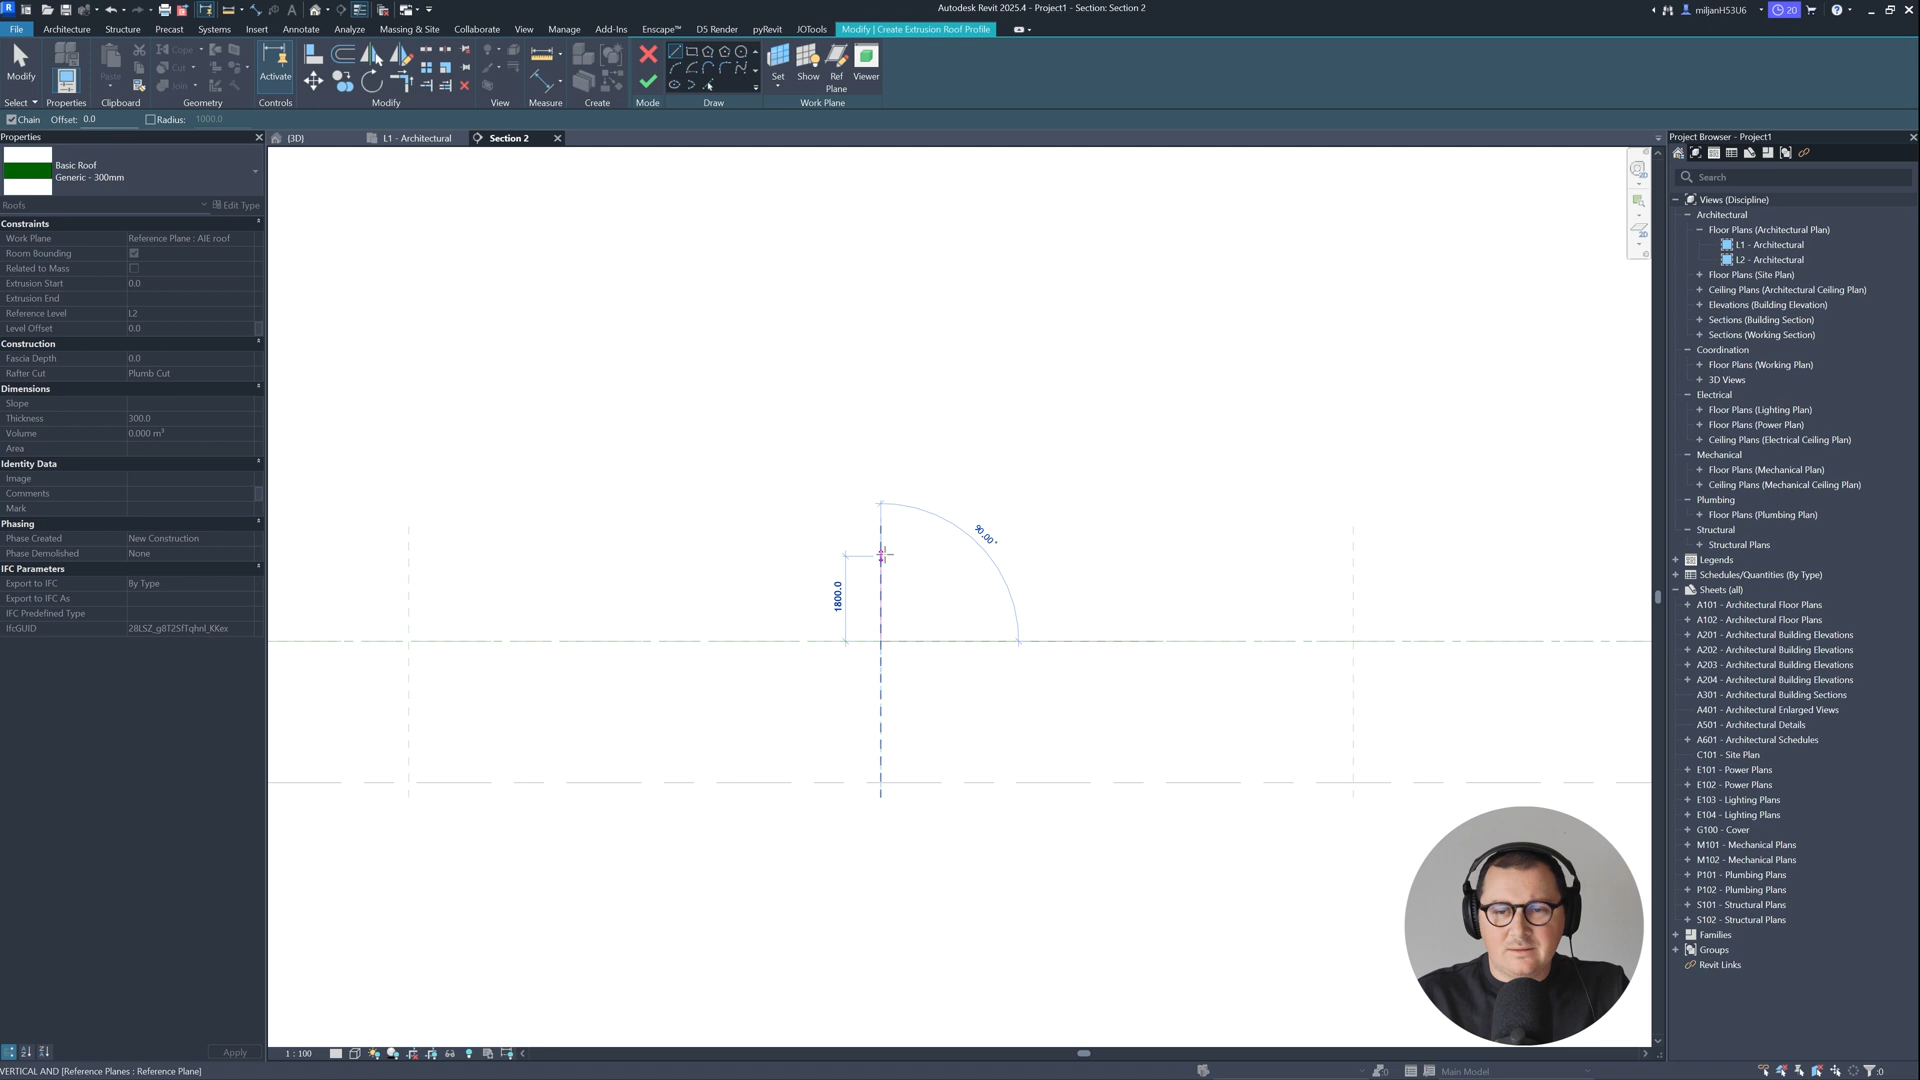 Autodesk Revit 2025.4 - Project1 - Section: Section 2
miljanH53U6
20
File
Architecture
Structure
Precast
Systems
Insert
Annotate
Analyze
Massing & Site
Collaborate
View
Manage
Add-Ins
Enscape™
D5 Render
pyRevit
JOTools
Modify | Create Extrusion Roof Profile
Modify
Paste
Cope
Cut
Join
Activate
Set
Show
Ref
Plane
Viewer
Select
Properties
Clipboard
Geometry
Controls
Modify
View
Measure
Create
Mode
Draw
Work Plane
Chain
Offset: 0.0
Radius: 1000.0
Properties
{3D}
L1 - Architectural
Section 2
Basic Roof
Generic - 300mm
Roofs
Edit Type
Constraints
Work Plane Reference Plane : AIE roof
Room Bounding
Related to Mass
Extrusion Start 0.0
Extrusion End
Reference Level L2
Level Offset 0.0
Construction
Fascia Depth 0.0
Rafter Cut Plumb Cut
Dimensions
Slope
Thickness 300.0
Volume 0.000 m³
Area
Identity Data
Image
Comments
Mark
Phasing
Phase Created New Construction
Phase Demolished None
IFC Parameters
Export to IFC By Type
Export to IFC As
IFC Predefined Type
IfcGUID 28LSZ_g8T2SfTqhnl_KKex
Apply
90.00°
1800.0
Project Browser - Project1
Search
Views (Discipline)
Architectural
Floor Plans (Architectural Plan)
L1 - Architectural
L2 - Architectural
Floor Plans (Site Plan)
Ceiling Plans (Architectural Ceiling Plan)
Elevations (Building Elevation)
Sections (Building Section)
Sections (Working Section)
Coordination
Floor Plans (Working Plan)
3D Views
Electrical
Floor Plans (Lighting Plan)
Floor Plans (Power Plan)
Ceiling Plans (Electrical Ceiling Plan)
Mechanical
Floor Plans (Mechanical Plan)
Ceiling Plans (Mechanical Ceiling Plan)
Plumbing
Floor Plans (Plumbing Plan)
Structural
Structural Plans
Legends
Schedules/Quantities (By Type)
Sheets (all)
A101 - Architectural Floor Plans
A102 - Architectural Floor Plans
A201 - Architectural Building Elevations
A202 - Architectural Building Elevations
A203 - Architectural Building Elevations
A204 - Architectural Building Elevations
A301 - Architectural Building Sections
A401 - Architectural Enlarged Views
A501 - Architectural Details
A601 - Architectural Schedules
C101 - Site Plan
E101 - Power Plans
E102 - Power Plans
E103 - Lighting Plans
E104 - Lighting Plans
G100 - Cover
M101 - Mechanical Plans
M102 - Mechanical Plans
P101 - Plumbing Plans
P102 - Plumbing Plans
S101 - Structural Plans
S102 - Structural Plans
Families
Groups
Revit Links
1 : 100
VERTICAL AND [Reference Planes : Reference Plane]
:0
Main Model
:0